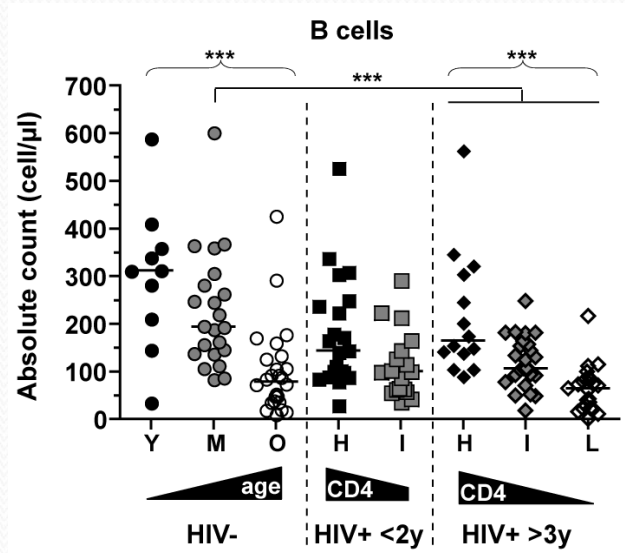 B cells
*** *** ***
Absolute count (cell/µl)
700
600
500
400
300
200
100
0
Y M O H I H I L
age CD4 CD4
HIV- HIV+ <2y HIV+ >3y